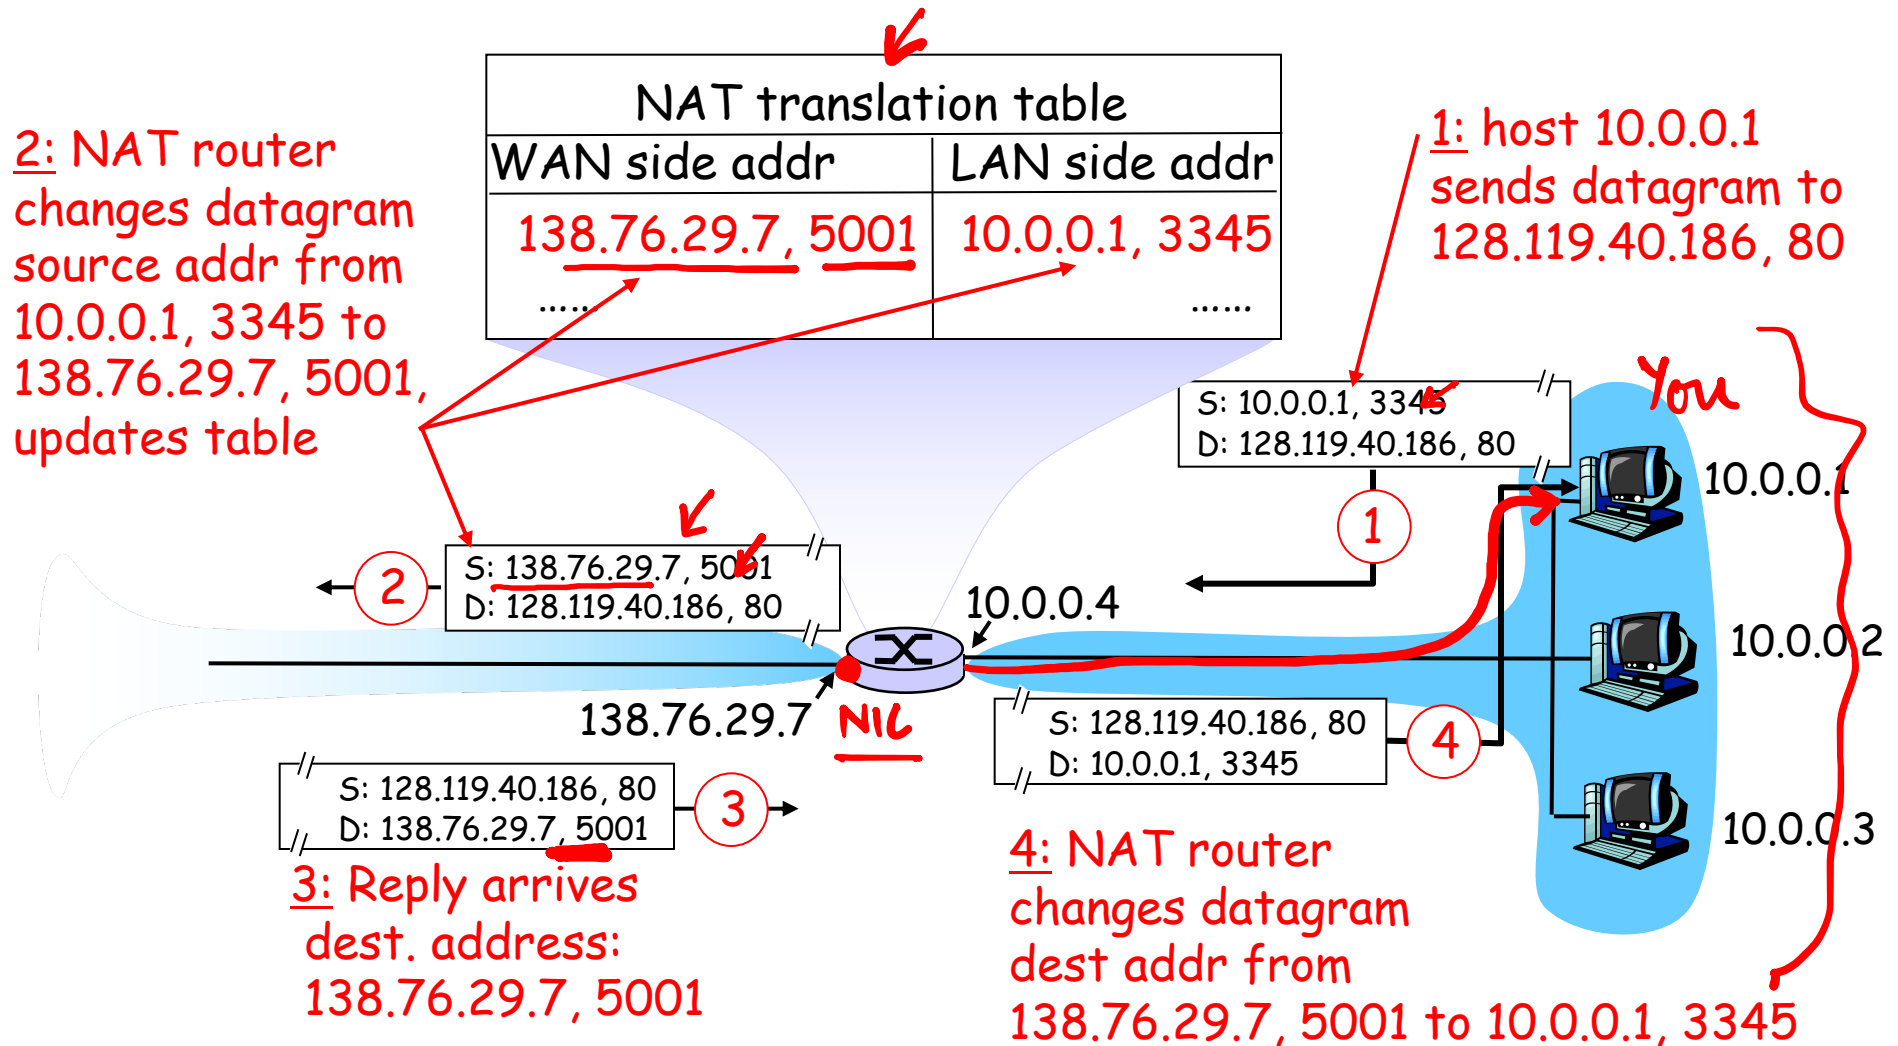 NAT translation table
WAN side addr LAN side addr
138.76.29.7, 5001 10.0.0.1, 3345
...... ......
2: NAT router
changes datagram
source addr from
10.0.0.1, 3345 to
138.76.29.7, 5001,
updates table
1: host 10.0.0.1
sends datagram to
128.119.40.186, 80
You
S: 10.0.0.1, 3345
D: 128.119.40.186, 80
1
10.0.0.1
S: 138.76.29.7, 5001
D: 128.119.40.186, 80
2
10.0.0.4
10.0.0.2
138.76.29.7
NIC
S: 128.119.40.186, 80
D: 10.0.0.1, 3345
4
S: 128.119.40.186, 80
D: 138.76.29.7, 5001
3
10.0.0.3
3: Reply arrives
dest. address:
138.76.29.7, 5001
4: NAT router
changes datagram
dest addr from
138.76.29.7, 5001 to 10.0.0.1, 3345